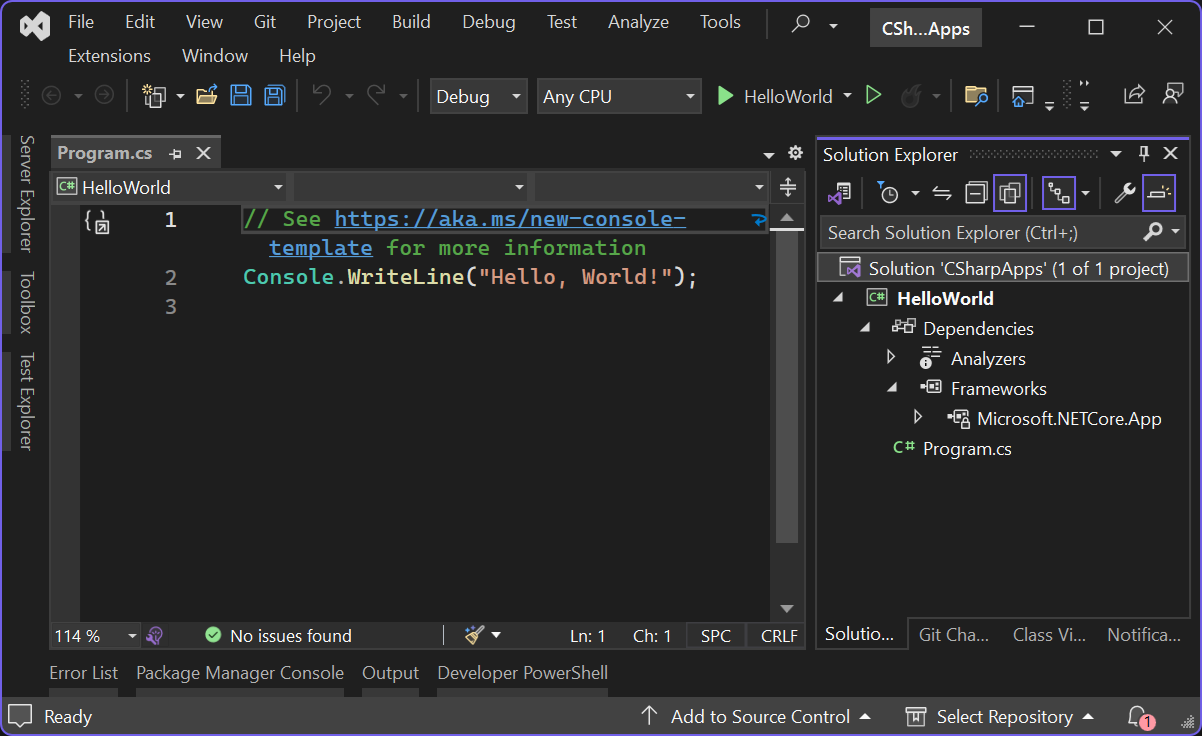 File Edit View Git Project Build Debug Test Analyze Tools CSh...Apps
Extensions Window Help
Debug Any CPU HelloWorld
Server Explorer
Toolbox
Test Explorer
Program.cs
C# HelloWorld
1 // See https://aka.ms/new-console-
template for more information
2 Console.WriteLine("Hello, World!");
3
114 % No issues found Ln: 1 Ch: 1 SPC CRLF
Solution Explorer
Search Solution Explorer (Ctrl+;)
Solution 'CSharpApps' (1 of 1 project)
C# HelloWorld
Dependencies
Analyzers
Frameworks
Microsoft.NETCore.App
C# Program.cs
Solutio... Git Cha... Class Vi... Notifica...
Error List Package Manager Console Output Developer PowerShell
Ready Add to Source Control Select Repository 1